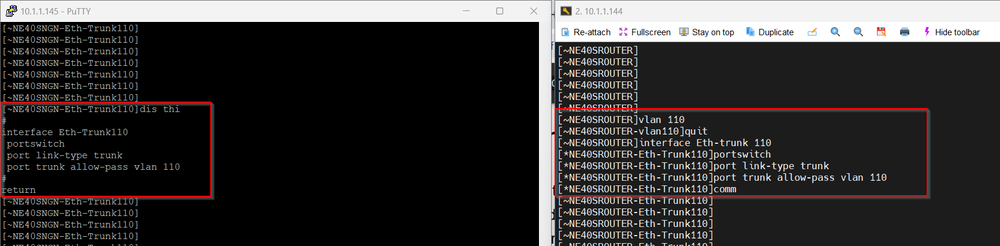 10.1.1.145 - PuTTY
[~NE40SNGN-Eth-Trunk110]
[~NE40SNGN-Eth-Trunk110]
[~NE40SNGN-Eth-Trunk110]
[~NE40SNGN-Eth-Trunk110]
[~NE40SNGN-Eth-Trunk110]
[~NE40SNGN-Eth-Trunk110]
[~NE40SNGN-Eth-Trunk110]
[~NE40SNGN-Eth-Trunk110]dis thi
#
interface Eth-Trunk110
portswitch
port link-type trunk
port trunk allow-pass vlan 110
#
return
[~NE40SNGN-Eth-Trunk110]
[~NE40SNGN-Eth-Trunk110]
[~NE40SNGN-Eth-Trunk110]
[~NE40SNGN-Eth-Trunk110]
2. 10.1.1.144
Re-attach Fullscreen Stay on top Duplicate Hide toolbar
[~NE40SROUTER]
[~NE40SROUTER]
[~NE40SROUTER]
[~NE40SROUTER]
[~NE40SROUTER]
[~NE40SROUTER]
[~NE40SROUTER]vlan 110
[~NE40SROUTER-vlan110]quit
[~NE40SROUTER]interface Eth-trunk 110
[*NE40SROUTER-Eth-Trunk110]portswitch
[*NE40SROUTER-Eth-Trunk110]port link-type trunk
[*NE40SROUTER-Eth-Trunk110]port trunk allow-pass vlan 110
[*NE40SROUTER-Eth-Trunk110]comm
[~NE40SROUTER-Eth-Trunk110]
[~NE40SROUTER-Eth-Trunk110]
[~NE40SROUTER-Eth-Trunk110]
[~NE40SROUTER-Eth-Trunk110]